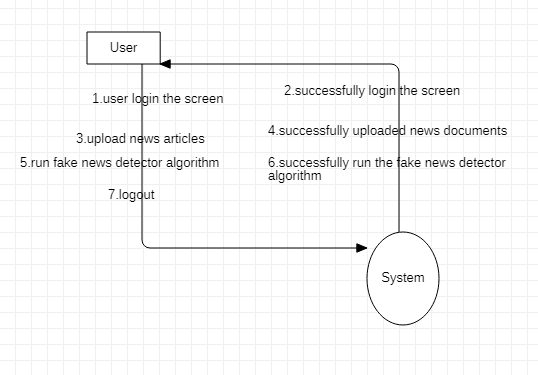 User
1.user login the screen
2.successfully login the screen
3.upload news articles
4.successfully uploaded news documents
5.run fake news detector algorithm
6.successfully run the fake news detector
algorithm
7.logout
System